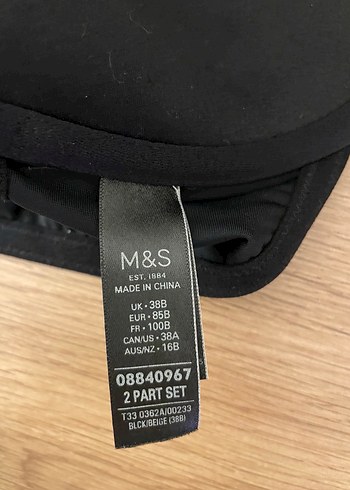 M&S
EST. 1884
MADE IN CHINA
UK • 38B
EUR • 85B
FR • 100B
CAN/US • 38A
AUS/NZ • 16B
08840967
2 PART SET
T33 0362A/00233
BLCK/BEIGE (38B)